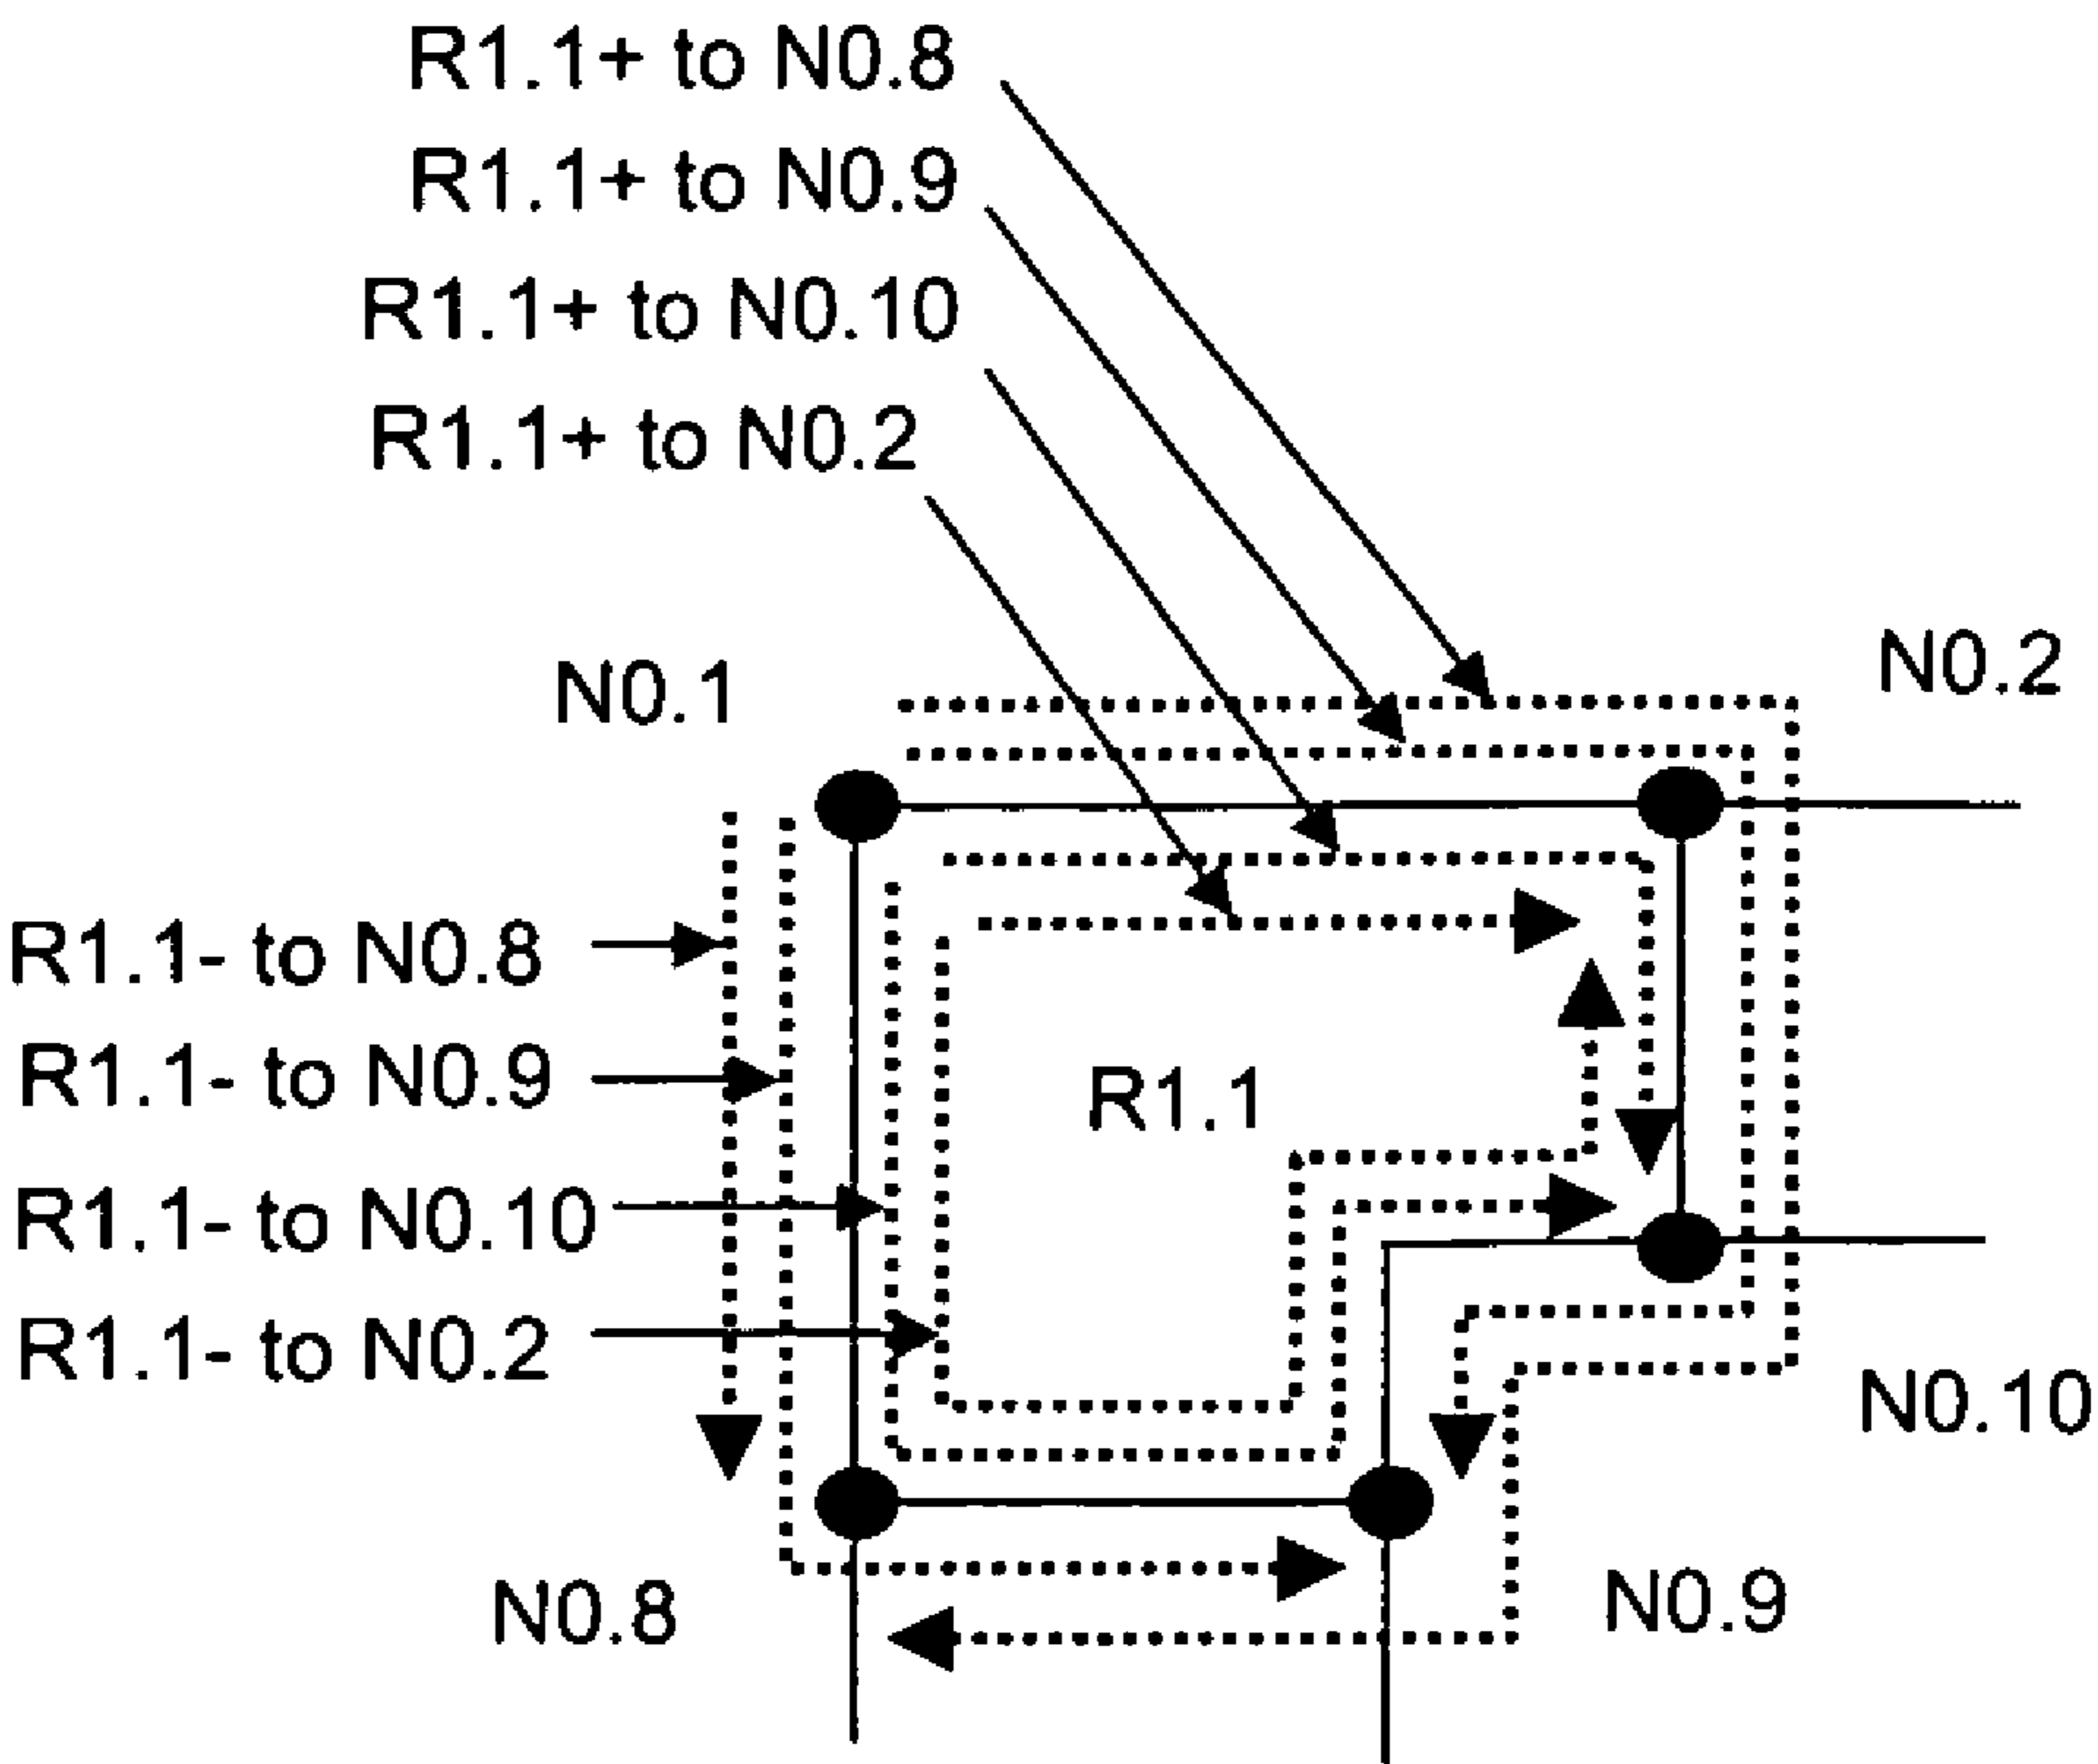 R1.1+ to N0.8
R1.1+ to N0.9
R1.1+ to N0.10
R1.1+ to N0.2
N0.2
N0.1
R1.1- to N0.8
R1.1- to N0.9
R1.1
R1.1- to N0.10
R1.1- to N0.2
N0.10
N0.8
N0.9